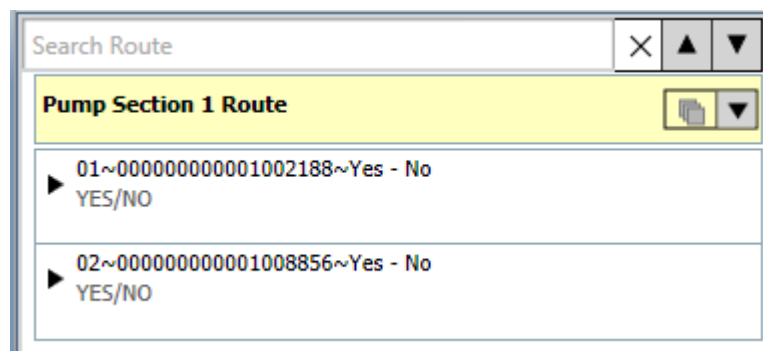 Search Route
Pump Section 1 Route
01~000000000001002188~Yes - No
YES/NO
02~000000000001008856~Yes - No
YES/NO